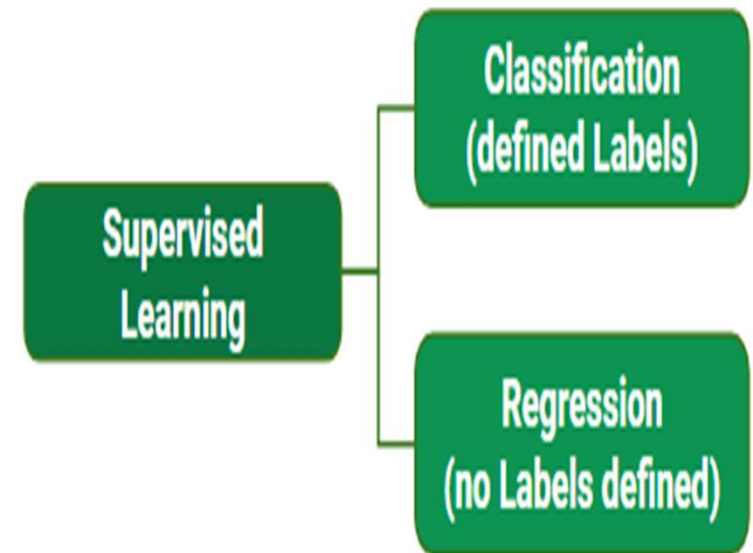 Supervised
Learning
Classification
(defined Labels)
Regression
(no Labels defined)